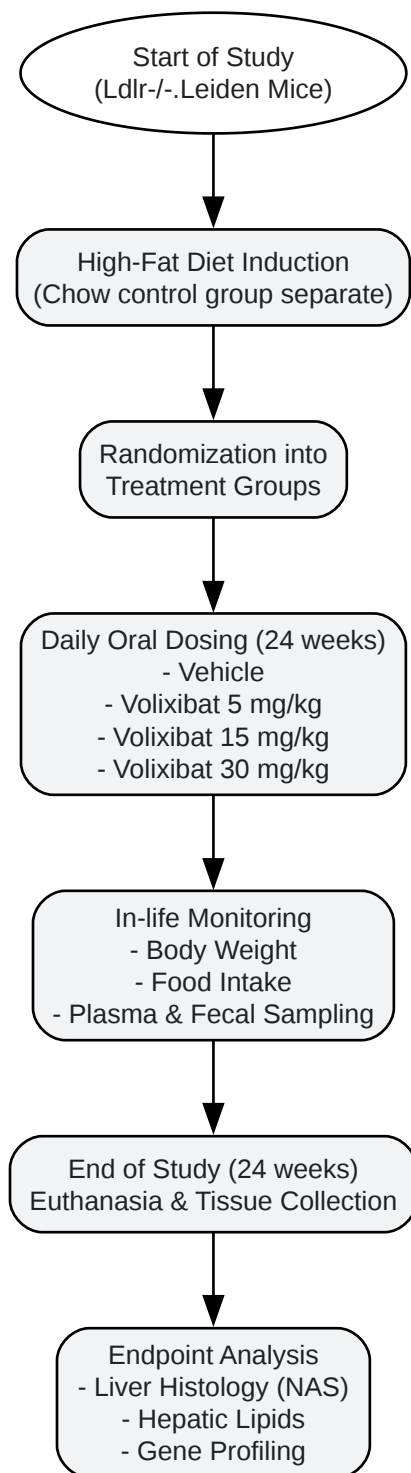 Start of Study
(Ldlr-/-.Leiden Mice)
High-Fat Diet Induction
(Chow control group separate)
Randomization into
Treatment Groups
Daily Oral Dosing (24 weeks)
- Vehicle
- Volixibat 5 mg/kg
- Volixibat 15 mg/kg
- Volixibat 30 mg/kg
In-life Monitoring
- Body Weight
- Food Intake
- Plasma & Fecal Sampling
End of Study (24 weeks)
Euthanasia & Tissue Collection
Endpoint Analysis
- Liver Histology (NAS)
- Hepatic Lipids
- Gene Profiling